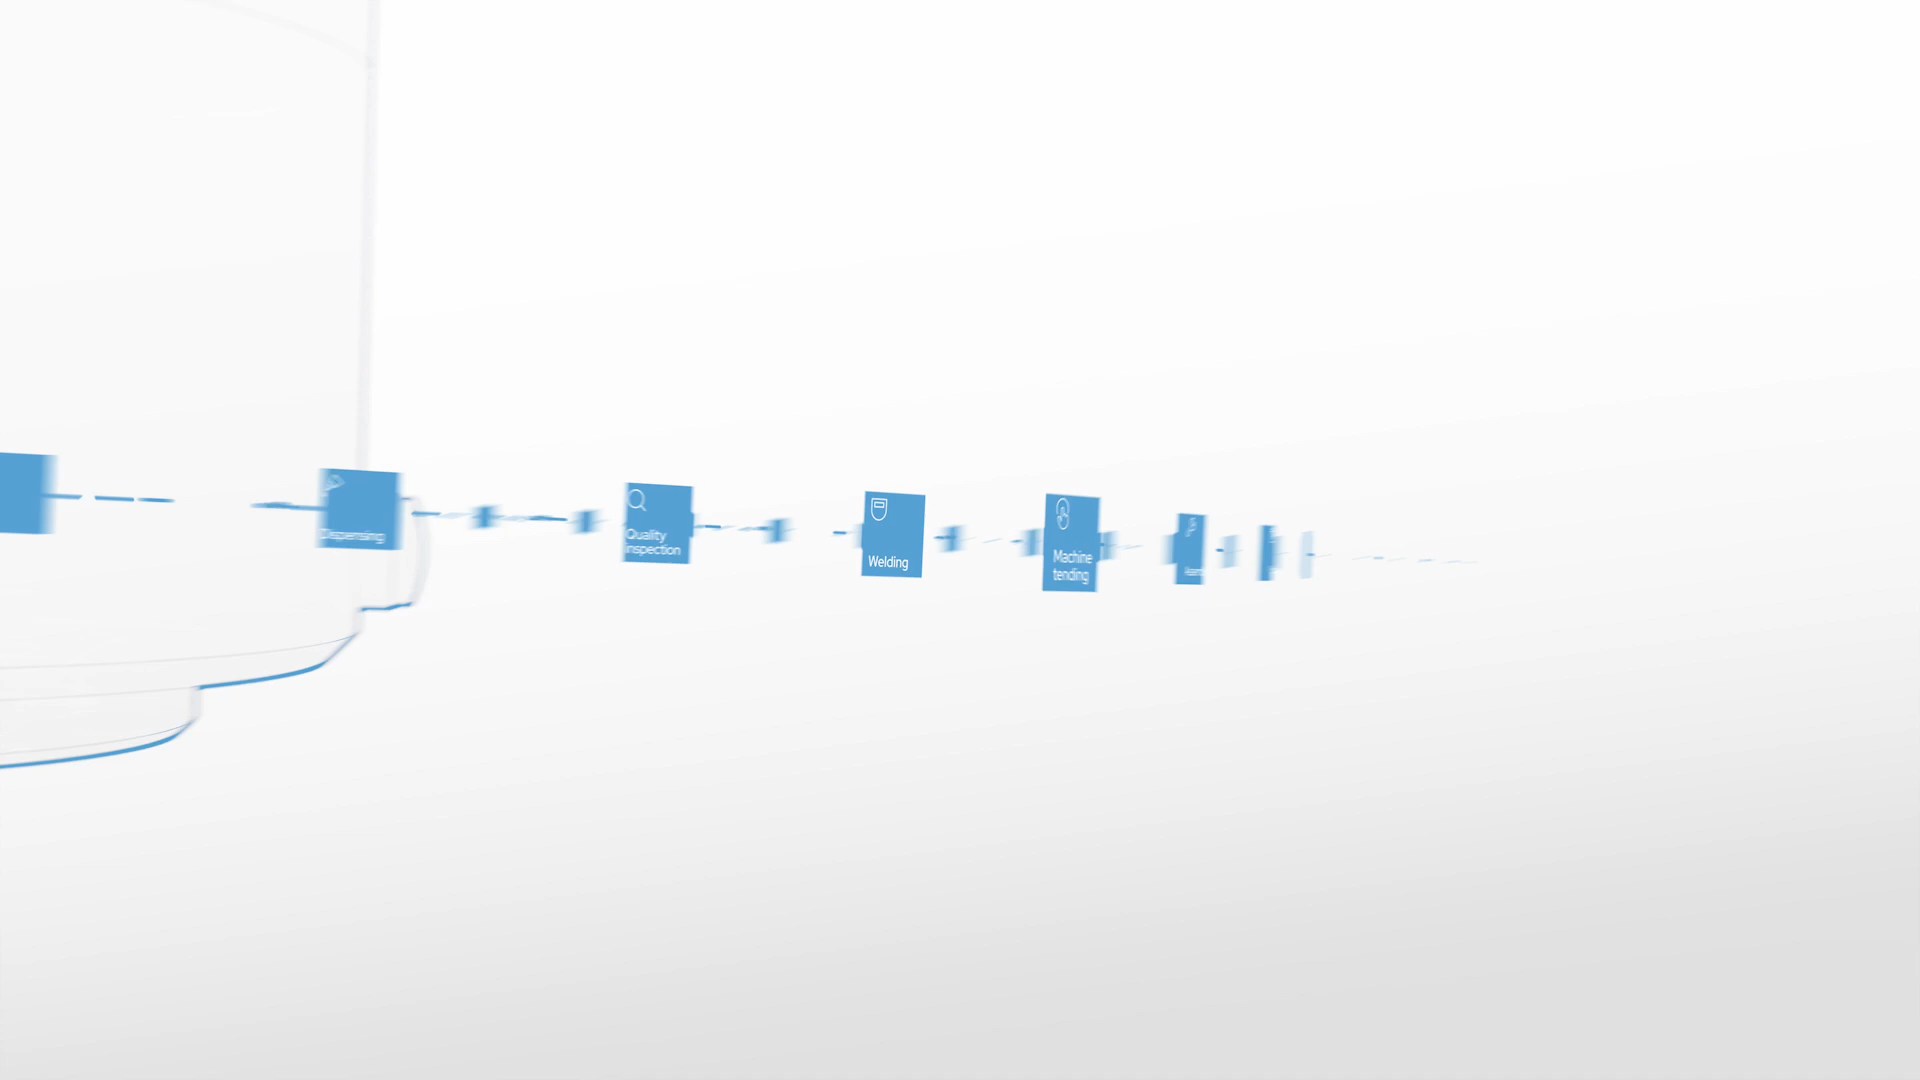 Dispensing
Quality
inspection
Welding
Machine
tending